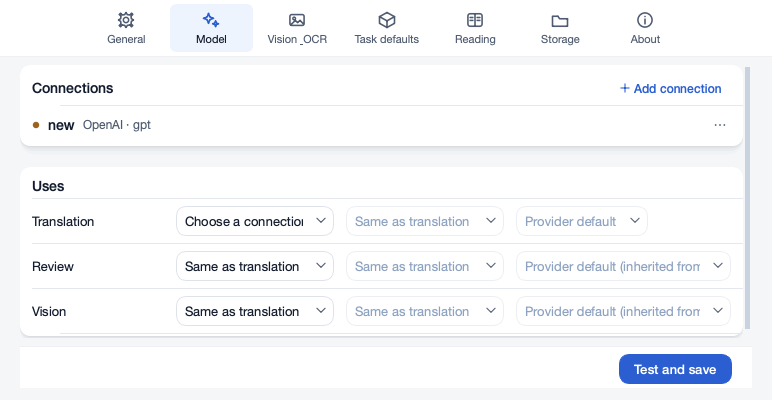 General
Model
Vision _OCR
Task defaults
Reading
Storage
About
Connections
+ Add connection
new OpenAI · gpt
···
Uses
Translation Choose a connection Same as translation Provider default
Review Same as translation Same as translation Provider default (inherited from
Vision Same as translation Same as translation Provider default (inherited from
Test and save